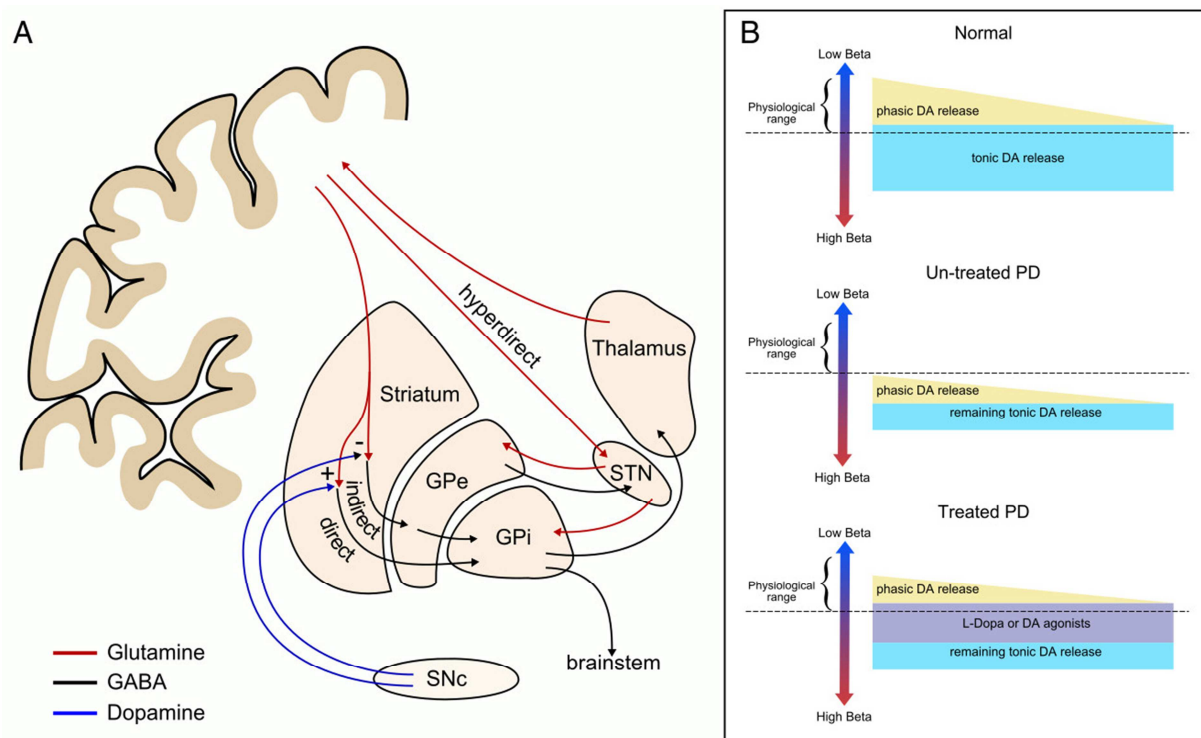 A
hyperdirect
Thalamus
Striatum
-
+
STN
GPe
indirect
direct
GPi
Glutamine
GABA
Dopamine
SNc
brainstem
B
Normal
Low Beta
Physiological
range
phasic DA release
tonic DA release
High Beta
Un-treated PD
Low Beta
Physiological
range
phasic DA release
remaining tonic DA release
High Beta
Treated PD
Low Beta
Physiological
range
phasic DA release
L-Dopa or DA agonists
remaining tonic DA release
High Beta